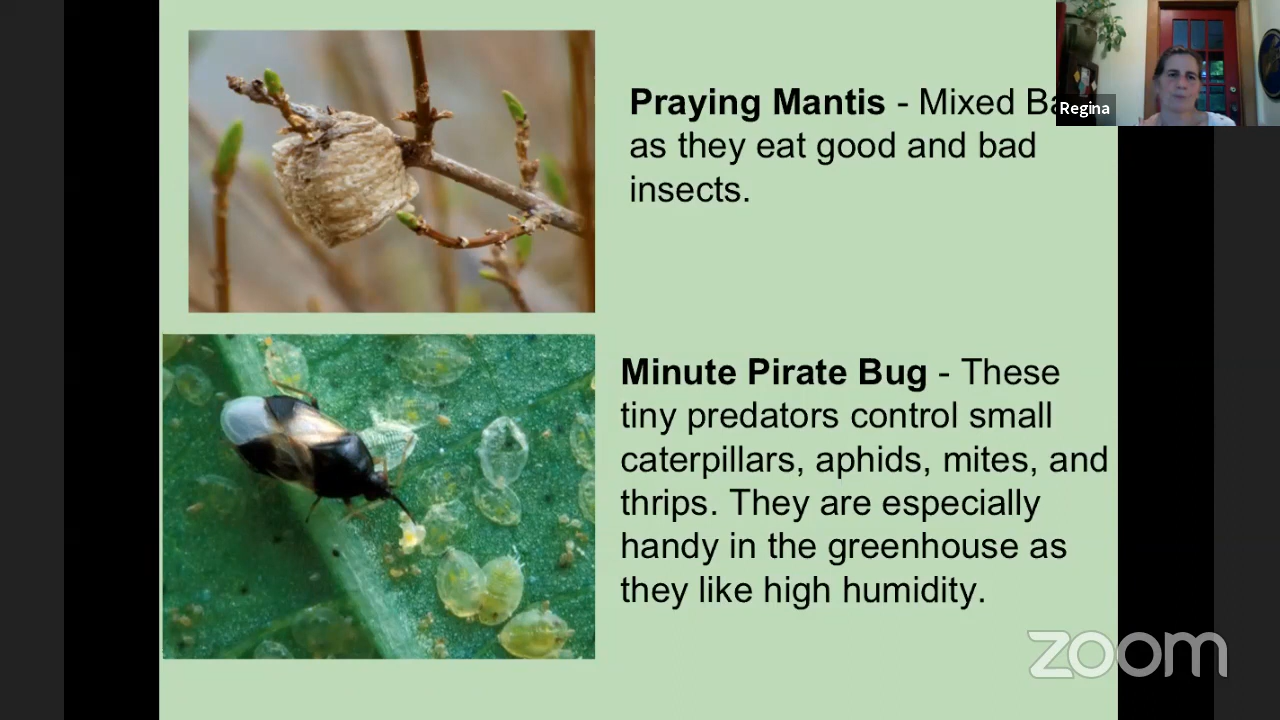 Praying Mantis - Mixed
as they eat good and bad
insects.
Regina
Minute Pirate Bug - These
tiny predators control small
caterpillars, aphids, mites, and
thrips. They are especially
handy in the greenhouse as
they like high humidity.
zoom